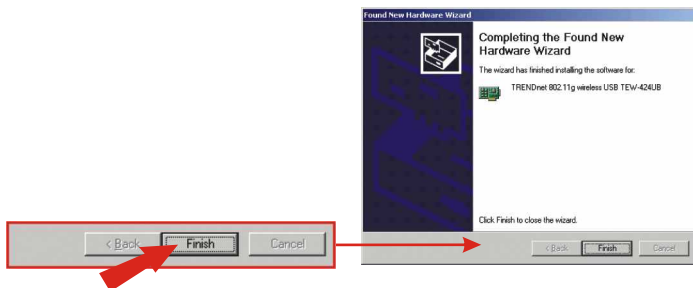 Found New Hardware Wizard
Completing the Found New
Hardware Wizard
The wizard has finished installing the software for:
TRENDnet 802.11g wireless USB TEW-424UB
Click Finish to close the wizard.
< Back Finish Cancel
< Back Finish Cancel